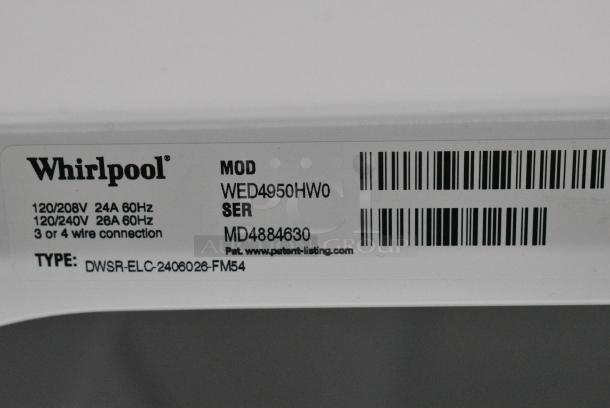 Whirlpool®
120/208V 24A 60Hz
120/240V 26A 60Hz
3 or 4 wire connection
TYPE: DWSR-ELC-2406026-FM54
MOD
WED4950HW0
SER
MD4884630
Pat. www.patent-listing.com